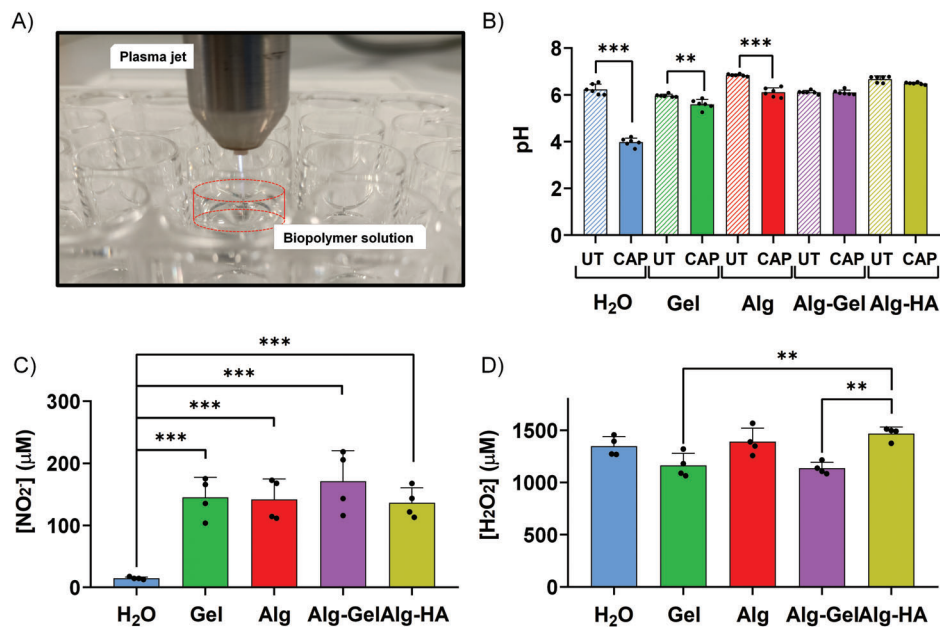 A)
Plasma jet
Biopolymer solution
B)
*** ** ***
8
6
4
2
0
pH
UT CAP UT CAP UT CAP UT CAP UT CAP
H₂O Gel Alg Alg-Gel Alg-HA
C)
***
***
***
***
300
200
100
0
[NO₂⁻] (µM)
H₂O Gel Alg Alg-Gel Alg-HA
D)
**
**
1500
1000
500
0
[H₂O₂] (µM)
H₂O Gel Alg Alg-Gel Alg-HA